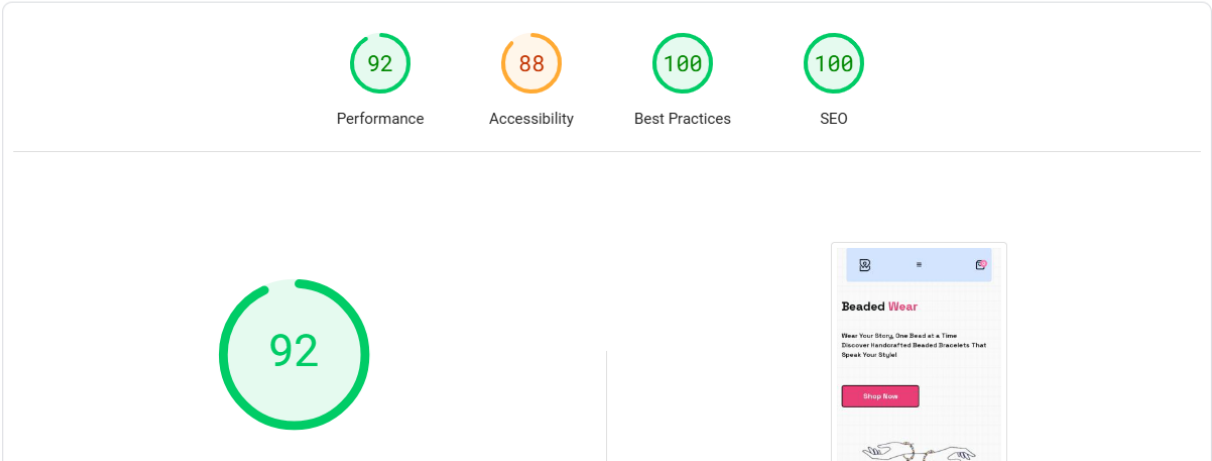 92
88
100
100
Performance
Accessibility
Best Practices
SEO
92
Beaded Wear
Wear Your Story, One Bead at a Time
Discover Handcrafted Beaded Bracelets That
Speak Your Style!
Shop Now